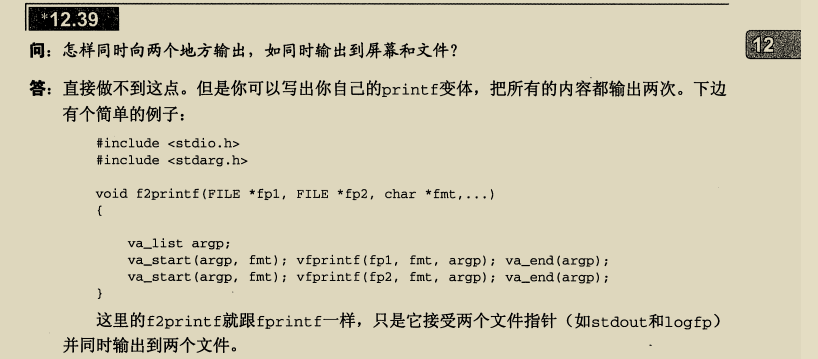 *12.39
问：怎样同时向两个地方输出，如同时输出到屏幕和文件？
12
答：直接做不到这点。但是你可以写出你自己的printf变体，把所有的内容都输出两次。下边
有个简单的例子：
#include <stdio.h>
#include <stdarg.h>
void f2printf(FILE *fp1, FILE *fp2, char *fmt,...)
{
va_list argp;
va_start(argp, fmt); vfprintf(fp1, fmt, argp); va_end(argp);
va_start(argp, fmt); vfprintf(fp2, fmt, argp); va_end(argp);
}
这里的f2printf就跟fprintf一样，只是它接受两个文件指针（如stdout和logfp）
并同时输出到两个文件。